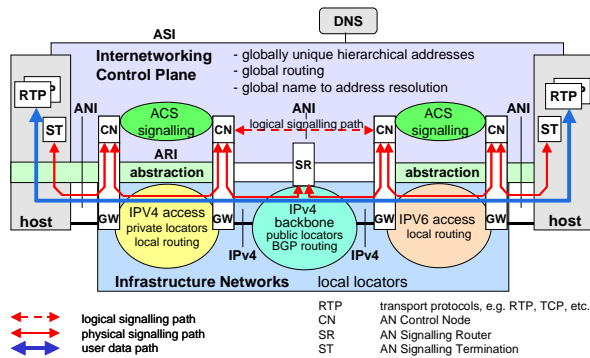 DNS
ASI
Internetworking
Control Plane
- globally unique hierarchical addresses
- global routing
- global name to address resolution
RTP
P
ST
ANI
CN
ACS
signalling
CN
ANI
logical signalling path
SR
CN
ACS
signalling
CN
ANI
RTP
P
ST
ARI
abstraction
abstraction
host
GW
IPV4 access
private locators
local routing
GW
IPv4
IPv4
backbone
public locators
BGP routing
IPv4
GW
IPV6 access
local routing
GW
host
Infrastructure Networks
local locators
logical signalling path
physical signalling path
user data path
RTP transport protocols, e.g. RTP, TCP, etc.
CN AN Control Node
SR AN Signalling Router
ST AN Signalling Termination